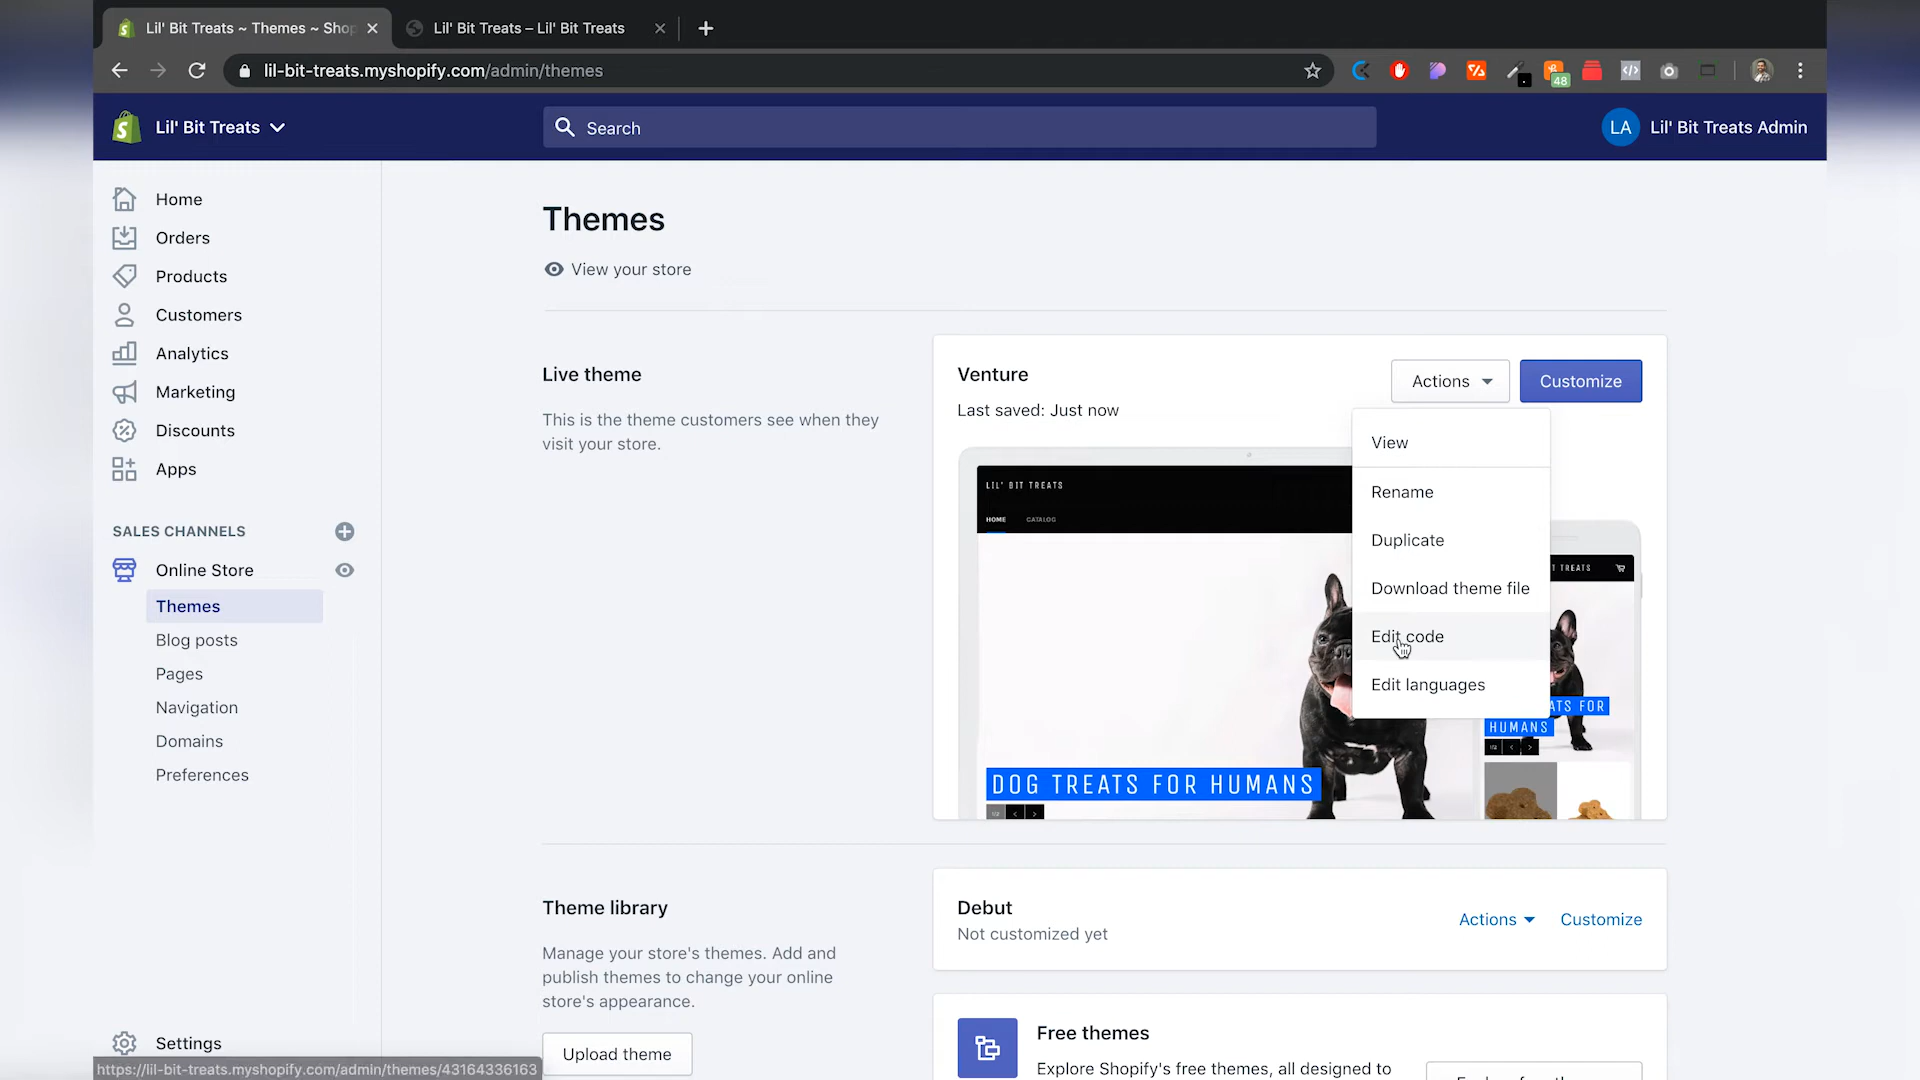 Lil' Bit Treats ~ Themes ~ Shop
Lil' Bit Treats – Lil' Bit Treats
lil-bit-treats.myshopify.com/admin/themes
48
Lil' Bit Treats
Search
LA
Lil' Bit Treats Admin
Home
Orders
Products
Customers
Analytics
Marketing
Discounts
Apps
SALES CHANNELS
Online Store
Themes
Blog posts
Pages
Navigation
Domains
Preferences
Settings
https://lil-bit-treats.myshopify.com/admin/themes/43164336163
Themes
View your store
Live theme
This is the theme customers see when they
visit your store.
Venture
Last saved: Just now
Actions
Customize
View
Rename
Duplicate
Download theme file
Edit code
Edit languages
LIL' BIT TREATS
HOME
CATALOG
DOG TREATS FOR HUMANS
TREATS
FOR
HUMANS
Theme library
Manage your store's themes. Add and
publish themes to change your online
store's appearance.
Upload theme
Debut
Not customized yet
Actions
Customize
Free themes
Explore Shopify's free themes, all designed to